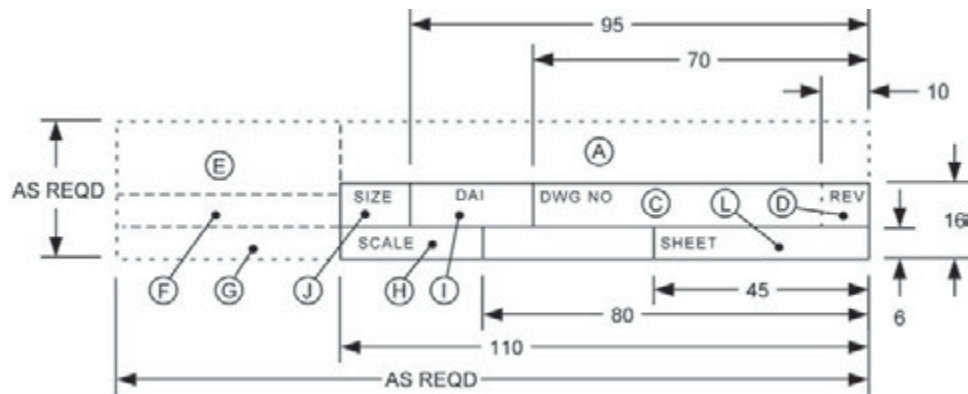 95
70
10
E
A
AS REQD
SIZE
DAI
DWG NO
C
L
D
REV
16
SCALE
SHEET
F
G
J
H
I
45
6
80
110
AS REQD